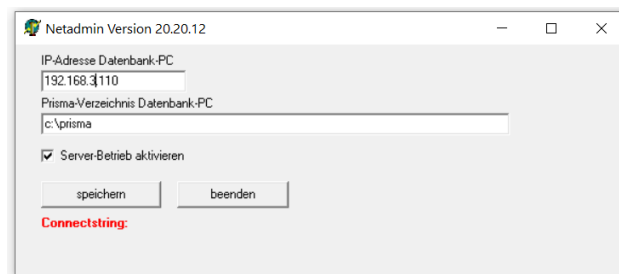 Netadmin Version 20.20.12
IP-Adresse Datenbank-PC
192.168.3.110
Prisma-Verzeichnis Datenbank-PC
c:\prisma
Server-Betrieb aktivieren
speichern beenden
Connectstring: